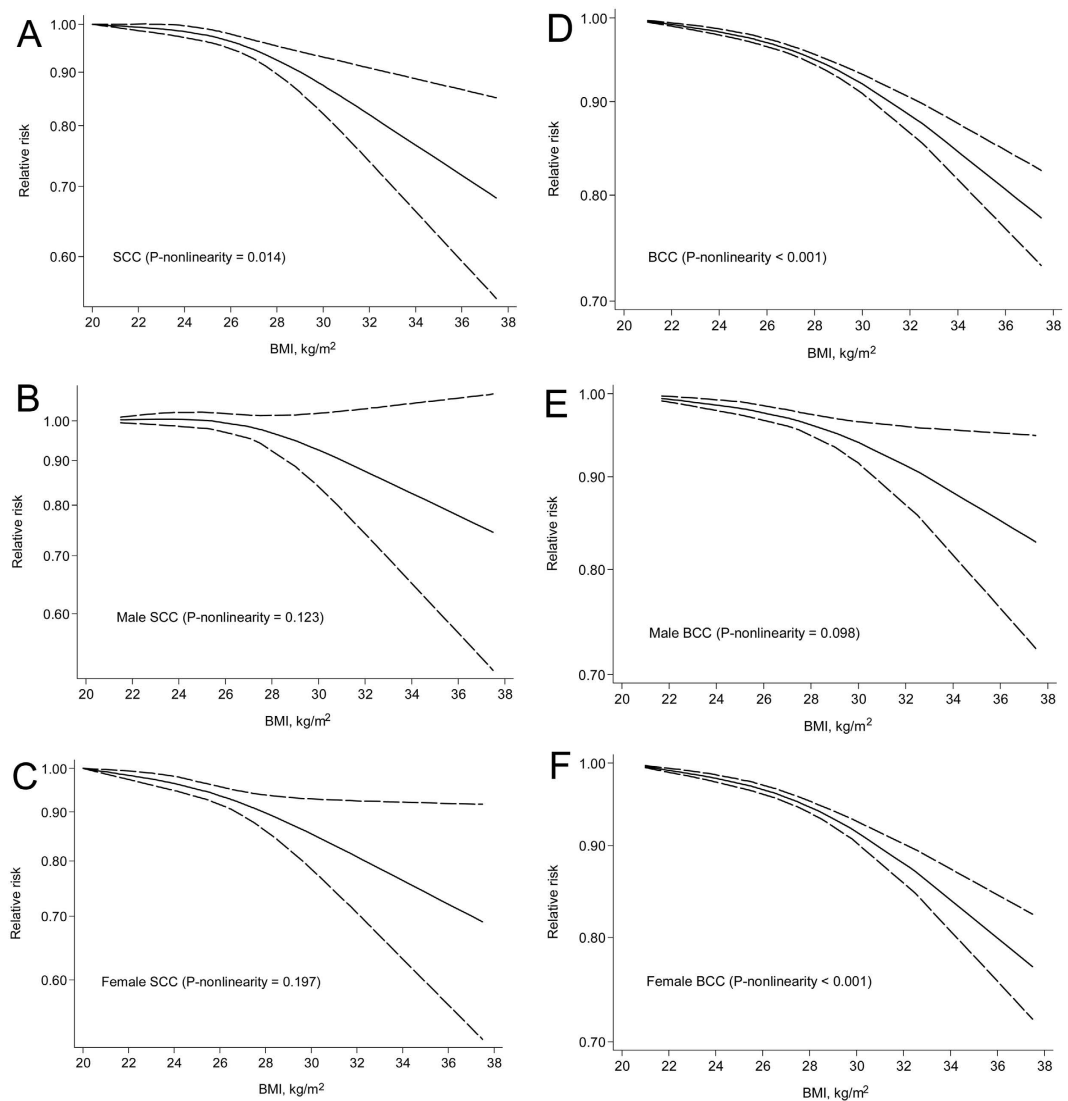 A
1.00
0.90
0.80
0.70
0.60
Relative risk
SCC (P-nonlinearity = 0.014)
20 22 24 26 28 30 32 34 36 38
BMI, kg/m²
B
1.00
0.90
0.80
0.70
0.60
Relative risk
Male SCC (P-nonlinearity = 0.123)
20 22 24 26 28 30 32 34 36 38
BMI, kg/m²
C
1.00
0.90
0.80
0.70
0.60
Relative risk
Female SCC (P-nonlinearity = 0.197)
20 22 24 26 28 30 32 34 36 38
BMI, kg/m²
D
1.00
0.90
0.80
0.70
Relative risk
BCC (P-nonlinearity < 0.001)
20 22 24 26 28 30 32 34 36 38
BMI, kg/m²
E
1.00
0.90
0.80
0.70
Relative risk
Male BCC (P-nonlinearity = 0.098)
20 22 24 26 28 30 32 34 36 38
BMI, kg/m²
F
1.00
0.90
0.80
0.70
Relative risk
Female BCC (P-nonlinearity < 0.001)
20 22 24 26 28 30 32 34 36 38
BMI, kg/m²